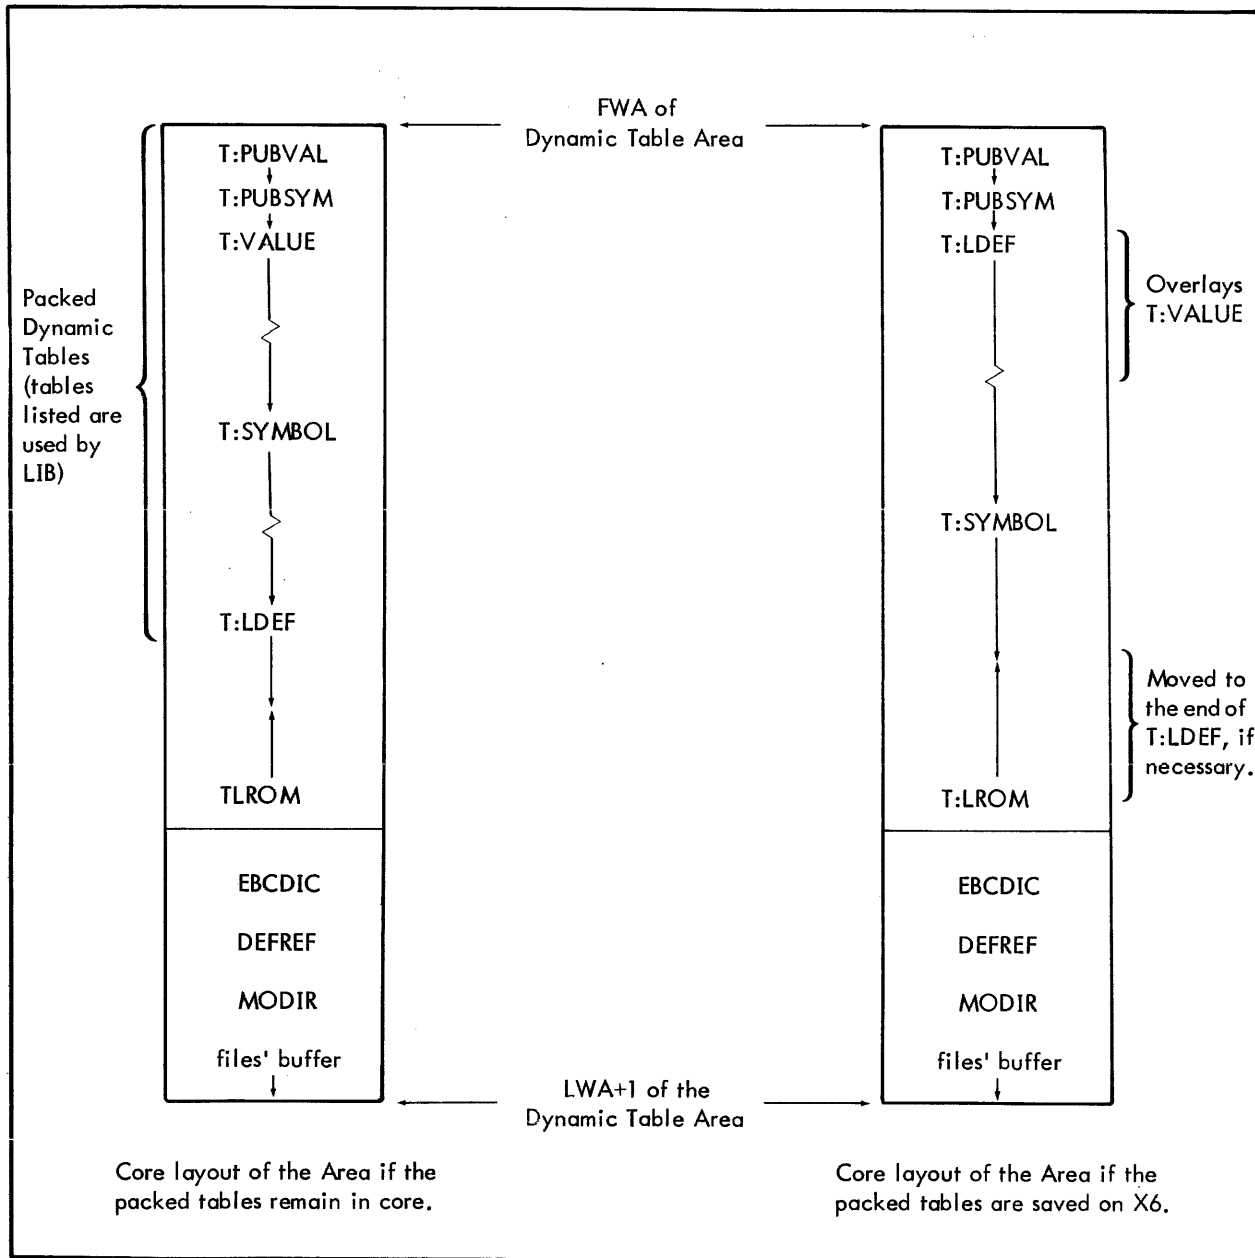 FWA of
Dynamic Table Area
Packed
Dynamic
Tables
(tables
listed are
used by
LIB)
T:PUBVAL
T:PUBSYM
T:VALUE
T:SYMBOL
T:LDEF
TLROM
EBCDIC
DEFREF
MODIR
files' buffer
T:PUBVAL
T:PUBSYM
T:LDEF
T:SYMBOL
T:LROM
EBCDIC
DEFREF
MODIR
files' buffer
Overlays
T:VALUE
Moved to
the end of
T:LDEF, if
necessary.
LWA+1 of the
Dynamic Table Area
Core layout of the Area if the
packed tables remain in core.
Core layout of the Area if the
packed tables are saved on X6.